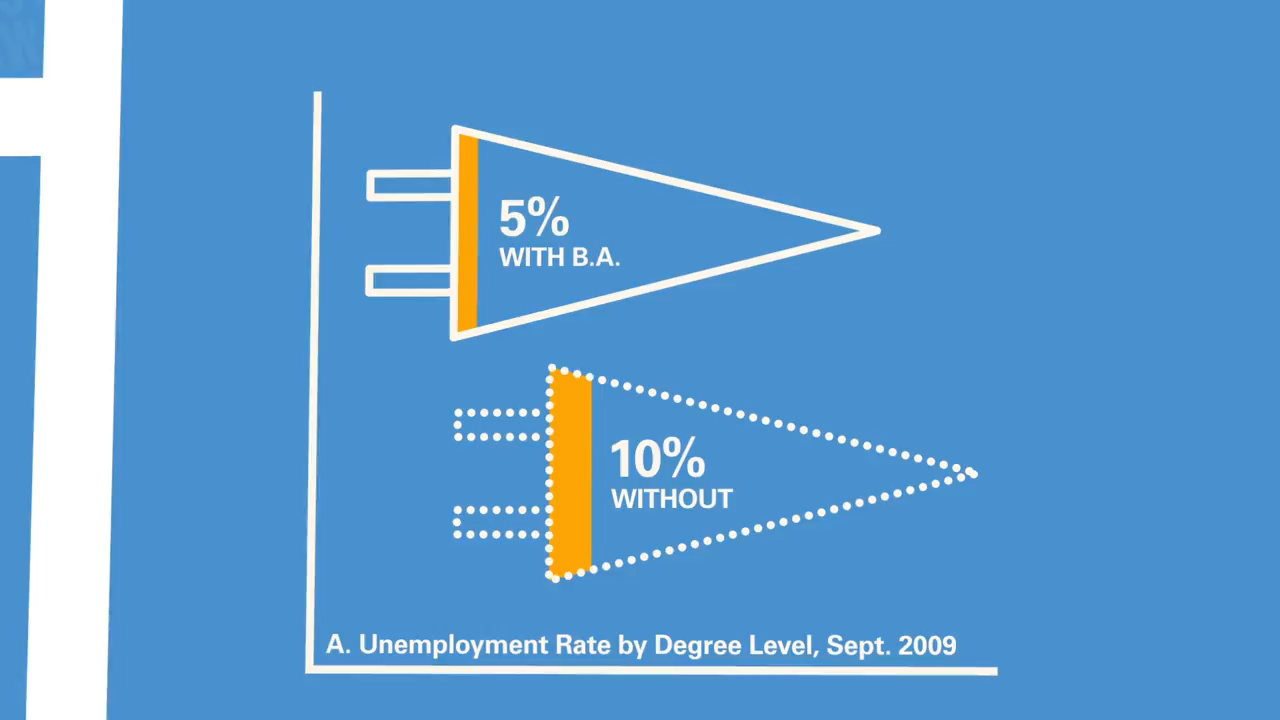 5%
WITH B.A.
10%
WITHOUT
A. Unemployment Rate by Degree Level, Sept. 2009